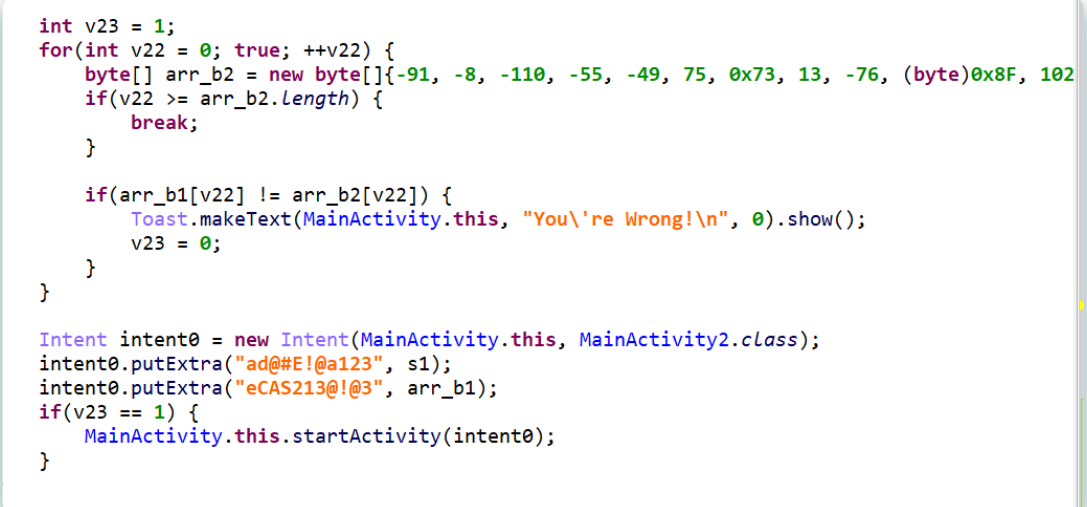 int v23 = 1;
for(int v22 = 0; true; ++v22) {
    byte[] arr_b2 = new byte[]{-91, -8, -110, -55, -49, 75, 0x73, 13, -76, (byte)0x8F, 102
    if(v22 >= arr_b2.length) {
        break;
    }
    if(arr_b1[v22] != arr_b2[v22]) {
        Toast.makeText(MainActivity.this, "You\'re Wrong!\n", 0).show();
        v23 = 0;
    }
}
Intent intent0 = new Intent(MainActivity.this, MainActivity2.class);
intent0.putExtra("ad@#E!@a123", s1);
intent0.putExtra("eCAS213@!@3", arr_b1);
if(v23 == 1) {
    MainActivity.this.startActivity(intent0);
}